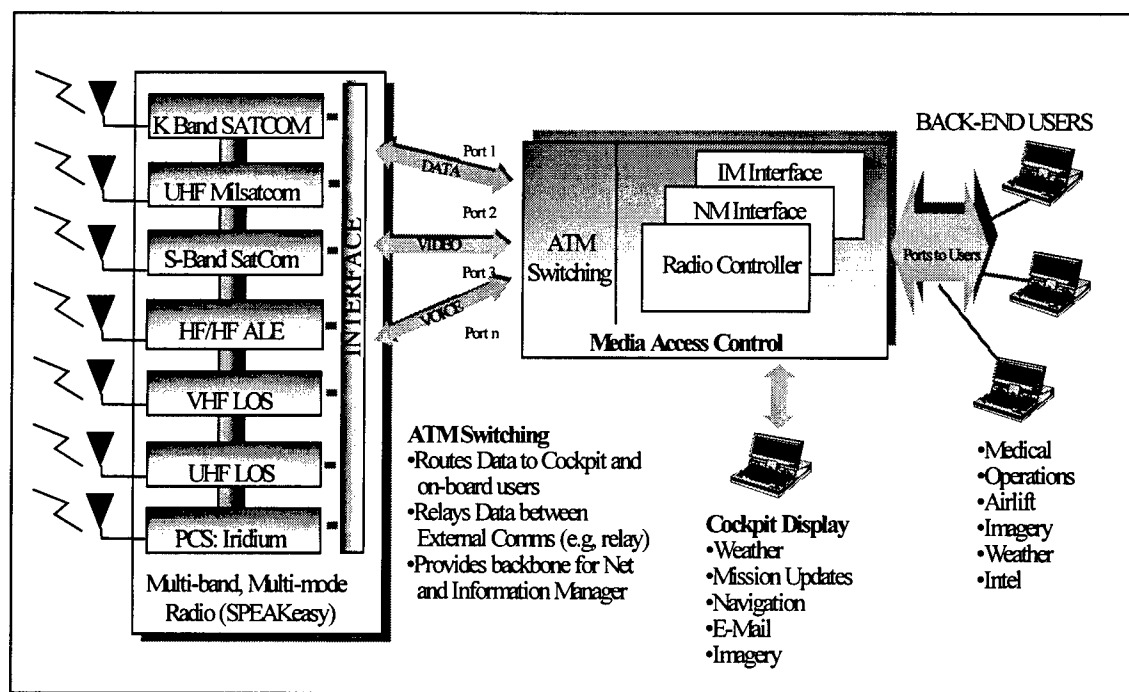 K Band SATCOM
UHF Milsatcom
S-Band SatCom
HF/HF ALE
VHF LOS
UHF LOS
PCS: Iridium
INTERFACE
Multi-band, Multi-mode
Radio (SPEAKeasy)
Port 1
DATA
Port 2
VIDEO
Port 3
VOICE
Port n
ATM
Switching
IM Interface
NM Interface
Radio Controller
Media Access Control
BACK-END USERS
Ports to Users
ATM Switching
•Routes Data to Cockpit and
on-board users
•Relays Data between
External Comms (e.g, relay)
•Provides backbone for Net
and Information Manager
Cockpit Display
•Weather
•Mission Updates
•Navigation
•E-Mail
•Imagery
•Medical
•Operations
•Airlift
•Imagery
•Weather
•Intel